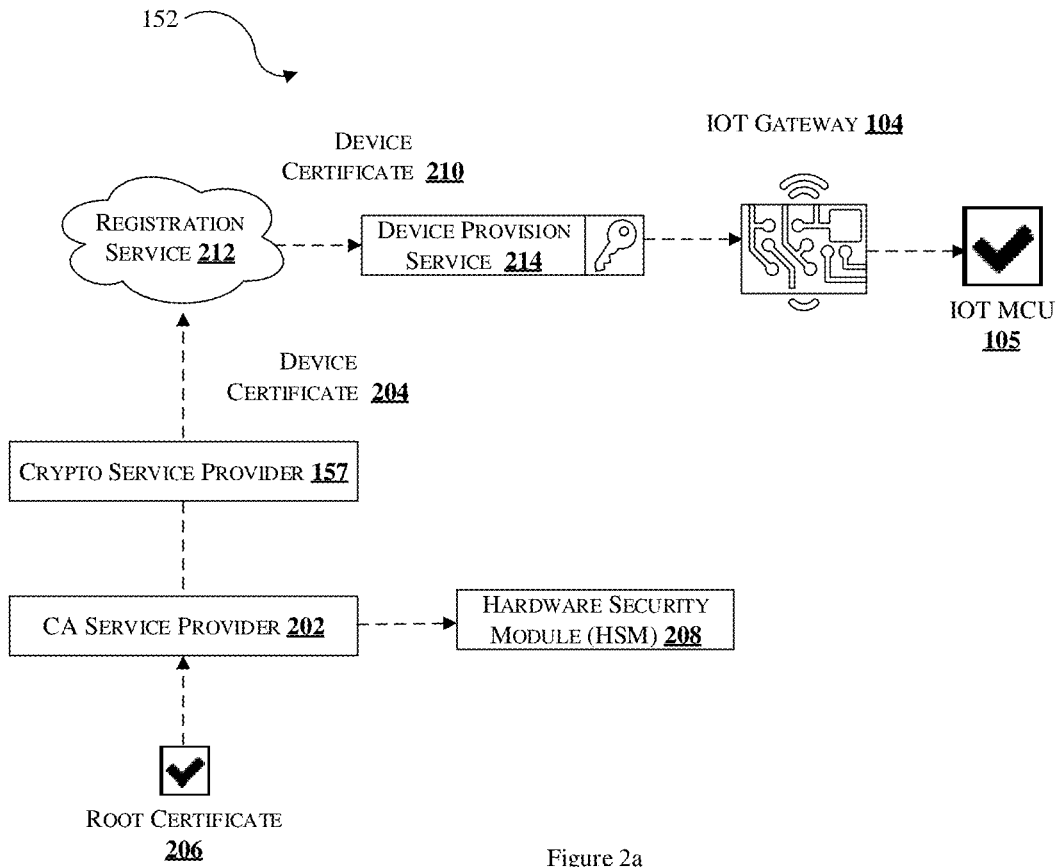 152
IOT GATEWAY 104
DEVICE
CERTIFICATE 210
REGISTRATION
SERVICE 212
DEVICE PROVISION
SERVICE 214
IOT MCU
105
DEVICE
CERTIFICATE 204
CRYPTO SERVICE PROVIDER 157
CA SERVICE PROVIDER 202
HARDWARE SECURITY
MODULE (HSM) 208
ROOT CERTIFICATE
206
Figure 2a